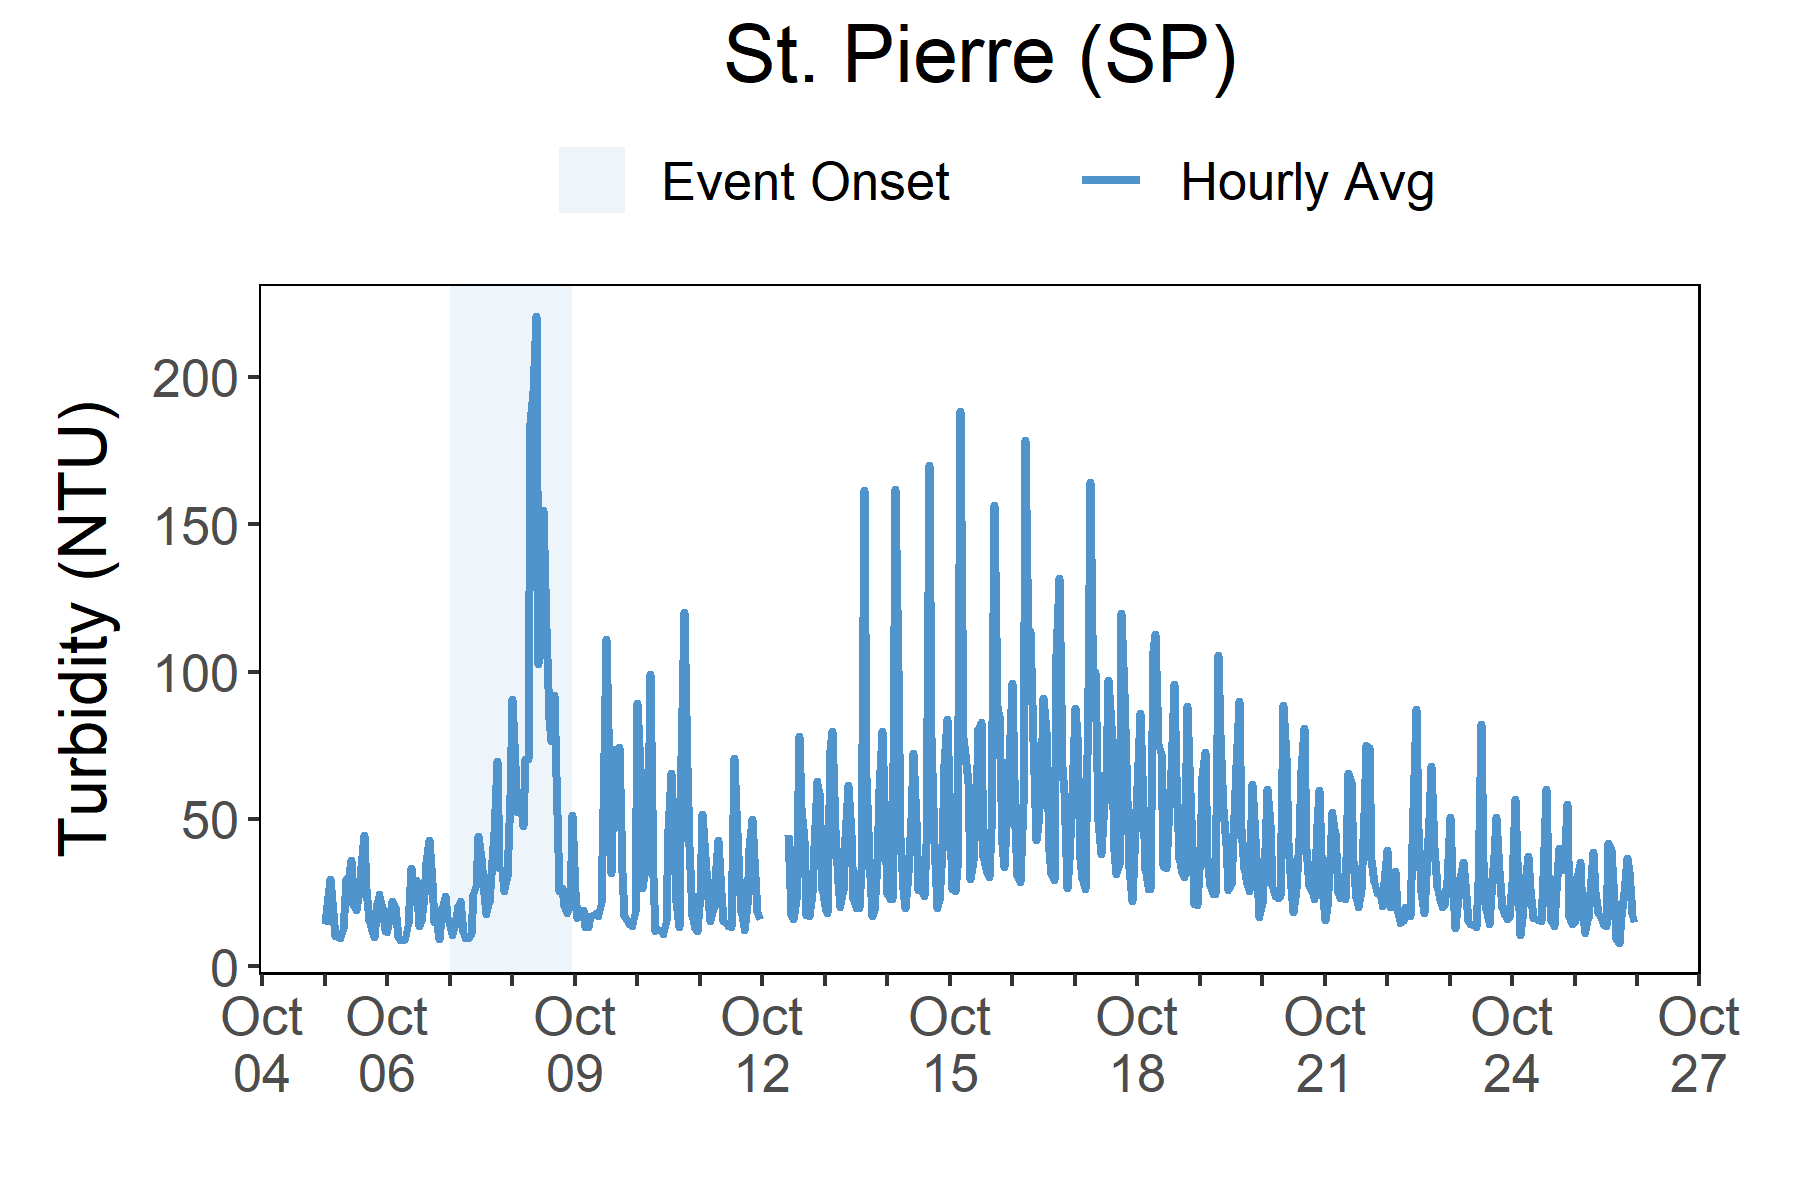 St. Pierre (SP)
Event Onset
Hourly Avg
Turbidity (NTU)
200
150
100
50
0
Oct 04
Oct 06
Oct 09
Oct 12
Oct 15
Oct 18
Oct 21
Oct 24
Oct 27